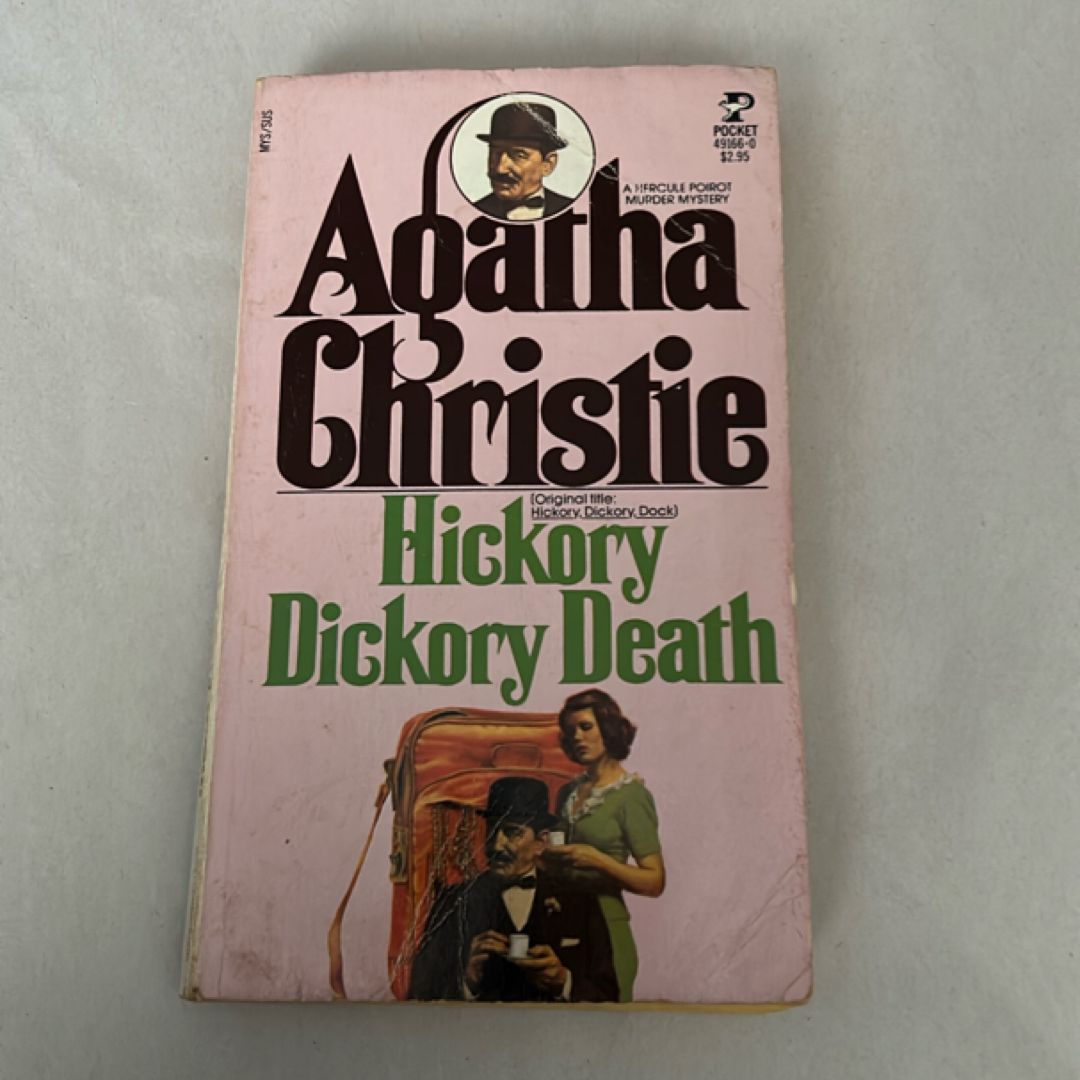 MYS/SUS
P
POCKET
49166-0
$2.95
A HERCULE POIROT
MURDER MYSTERY
Agatha
Christie
(Original title:
Hickory, Dickory, Dock)
Hickory
Dickory Death